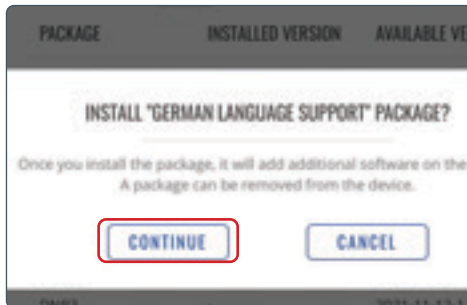 PACKAGE INSTALLED VERSION AVAILABLE VE
INSTALL "GERMAN LANGUAGE SUPPORT" PACKAGE?
Once you install the package, it will add additional software on the
A package can be removed from the device.
CONTINUE CANCEL